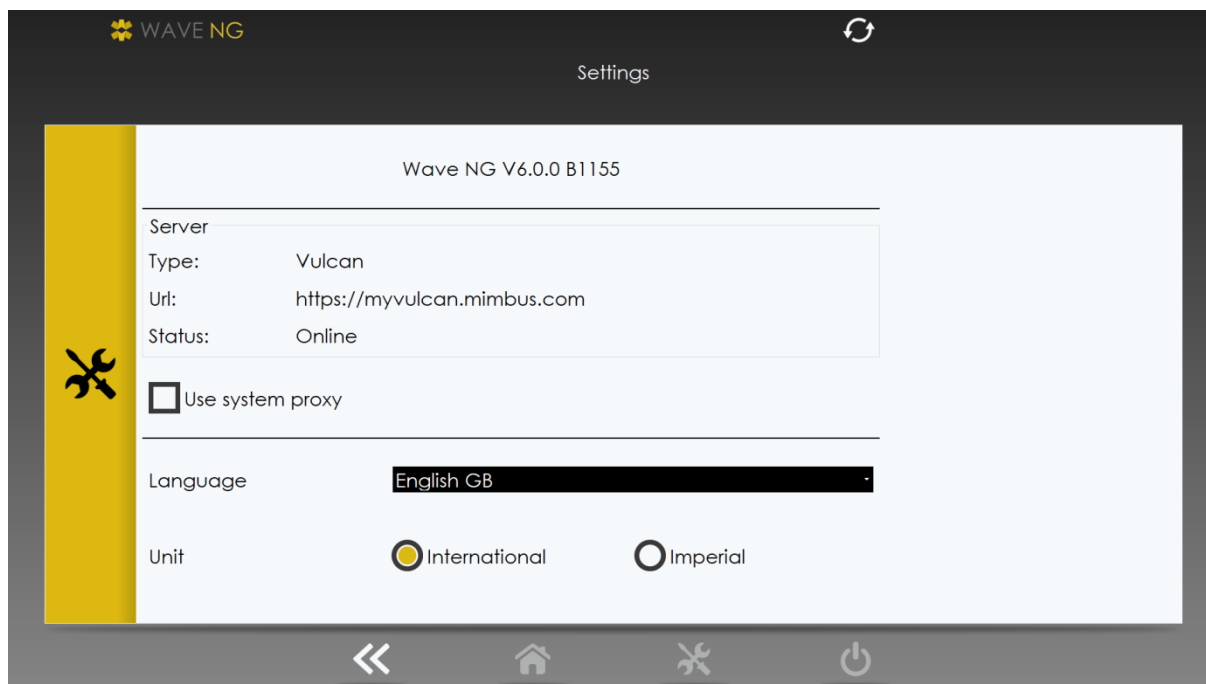 WAVE NG
Settings
Wave NG V6.0.0 B1155
Server
Type: Vulcan
Url: https://myvulcan.mimbus.com
Status: Online
Use system proxy
Language English GB
Unit International Imperial